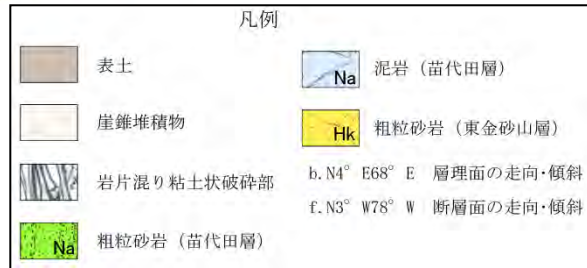 凡例
表土
崖錐堆積物
岩片混り粘土状破砕部
Na
粗粒砂岩（苗代田層）
Na
泥岩（苗代田層）
Hk
粗粒砂岩（東金砂山層）
b.N4° E68° E 層理面の走向・傾斜
f.N3° W78° W 断層面の走向・傾斜